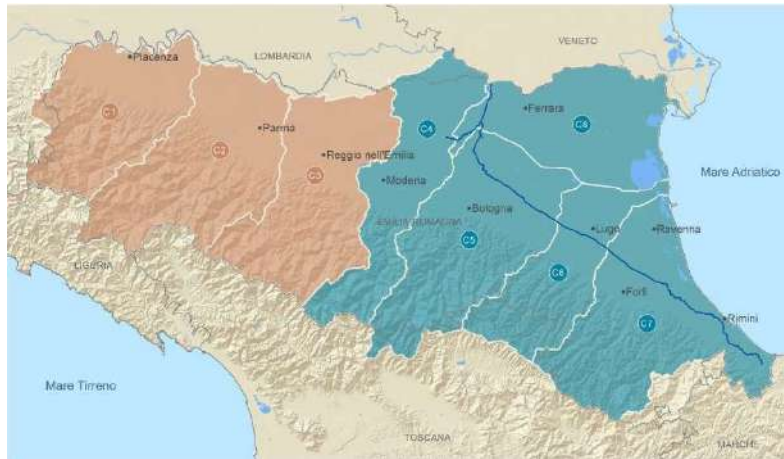 VENETO
LOMBARDIA
Piacenza
Ferrara
C1
C6
Parma
C4
C2
Reggio nell'Emilia
C3
Mare Adriatico
Modena
Bologna
EMILIA ROMAGNA
Lugo
Ravenna
C5
LIGURIA
C6
Forlì
Rimini
C7
Mare Tirreno
TOSCANA
MARCHE